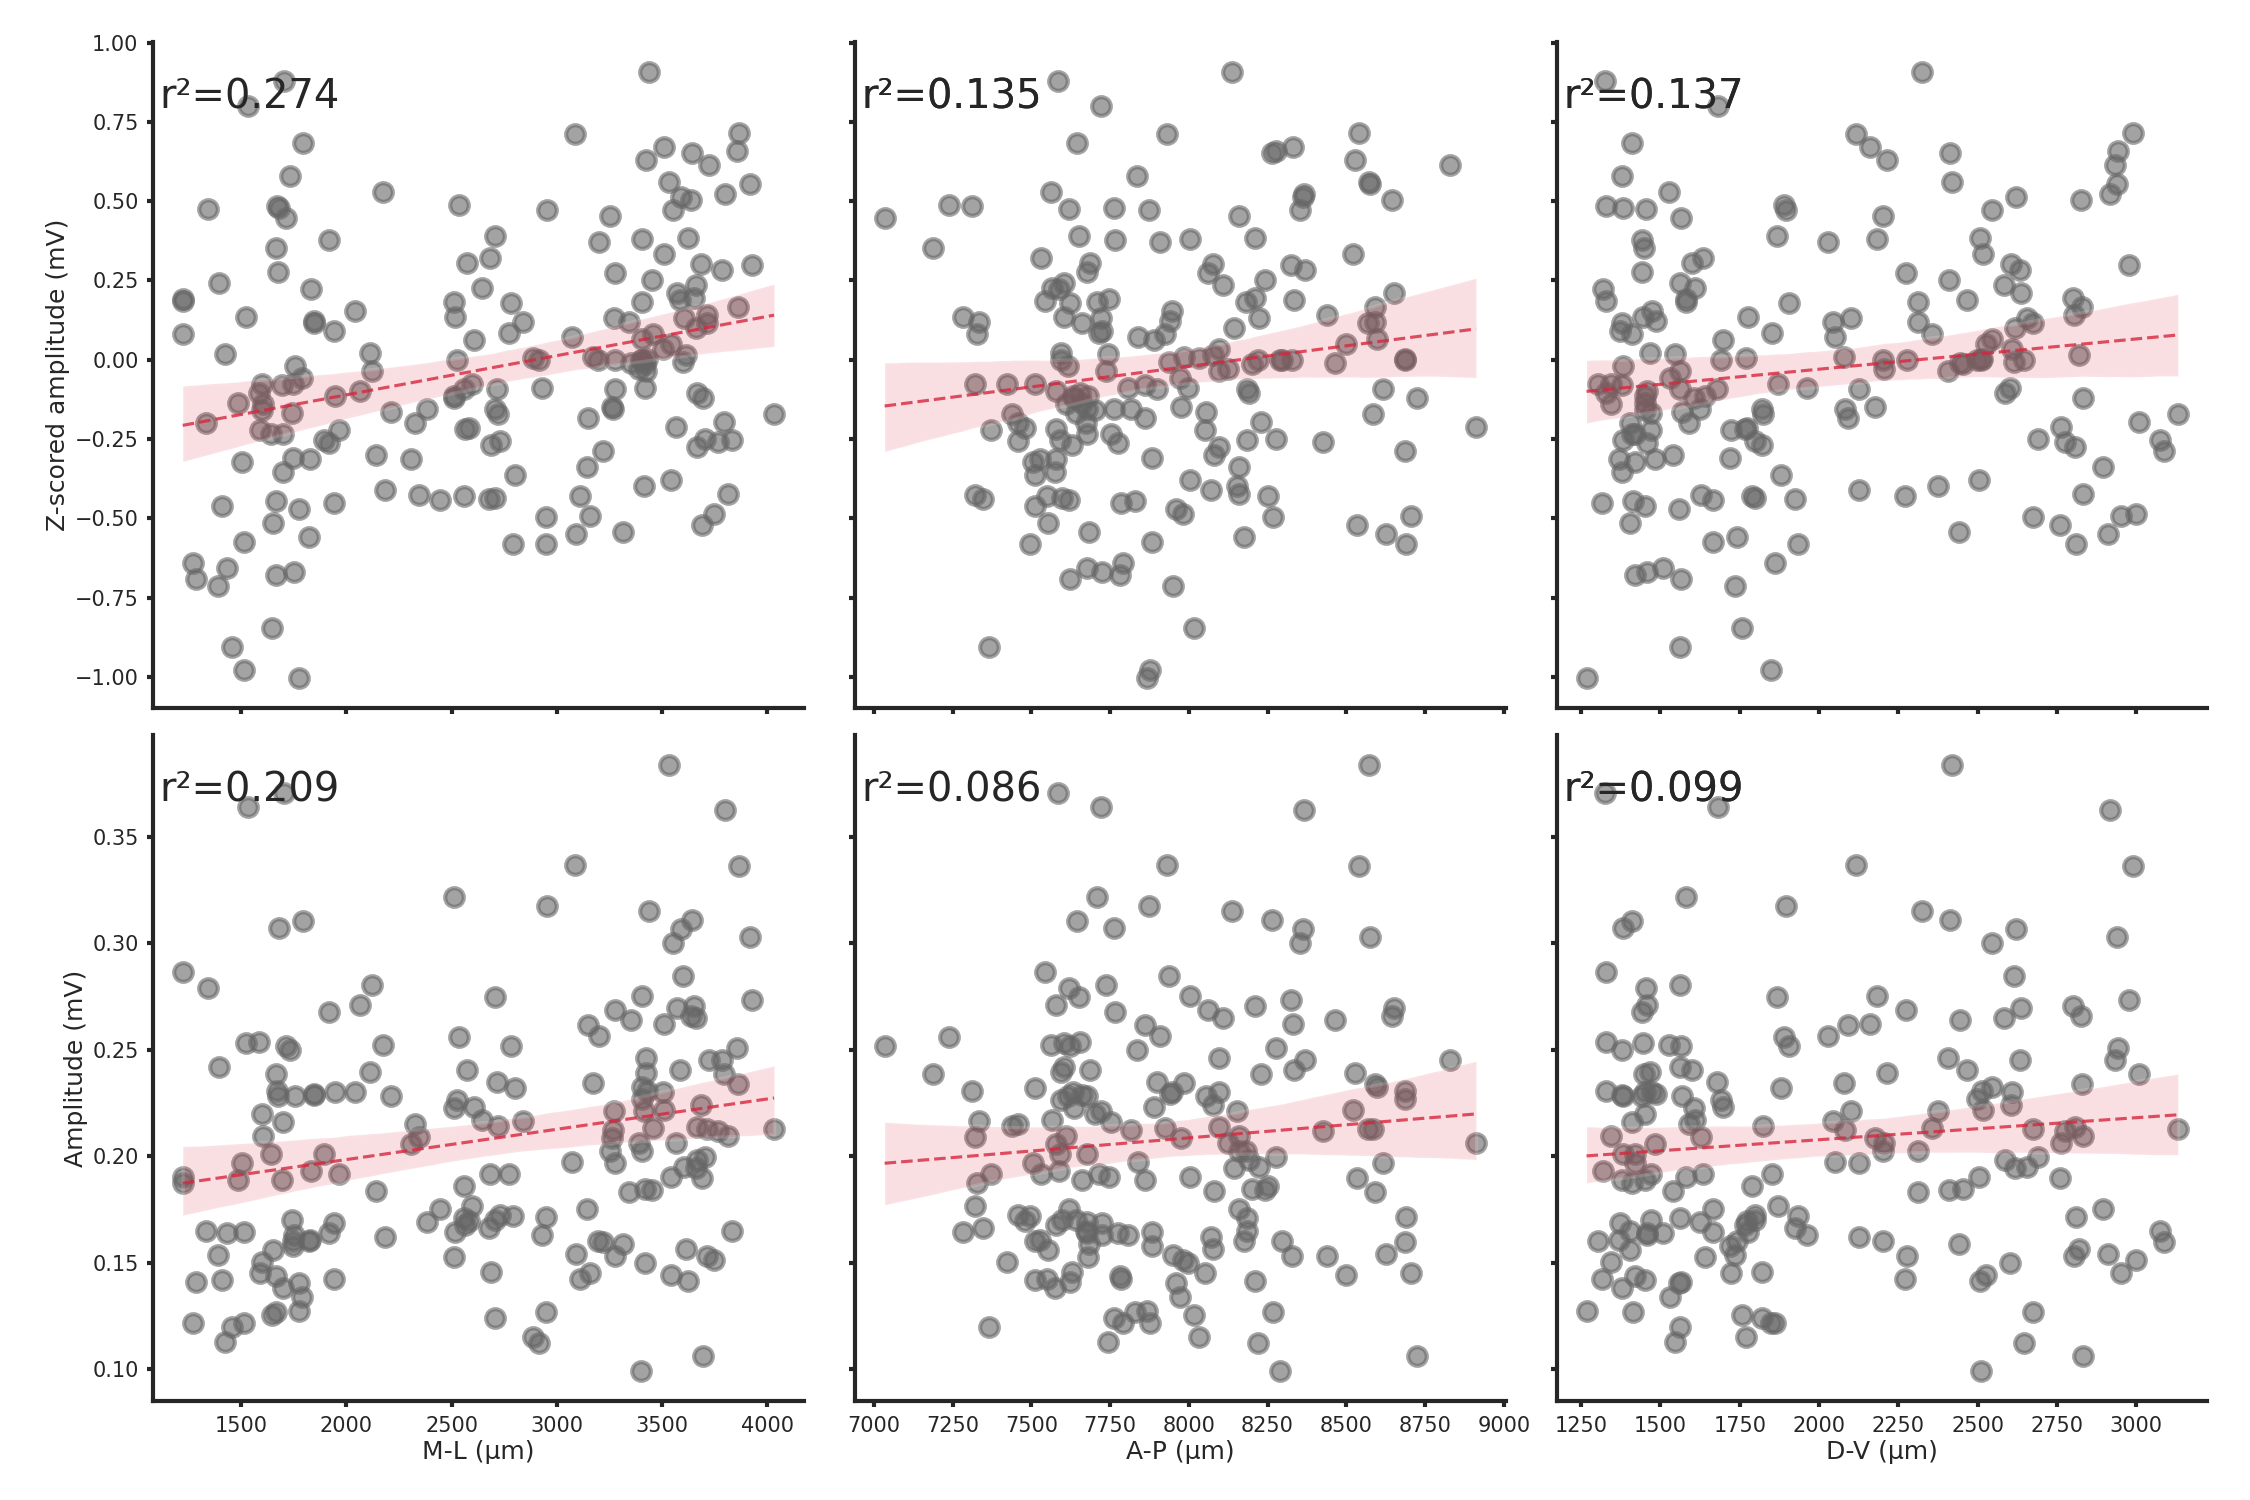 1.00
0.75
0.50
0.25
0.00
−0.25
−0.50
−0.75
−1.00
Z-scored amplitude (mV)
r²=0.274
r²=0.135
r²=0.137
0.35
0.30
0.25
0.20
0.15
0.10
Amplitude (mV)
r²=0.209
r²=0.086
r²=0.099
1500 2000 2500 3000 3500 4000
M-L (μm)
7000 7250 7500 7750 8000 8250 8500 8750 9000
A-P (μm)
1250 1500 1750 2000 2250 2500 2750 3000
D-V (μm)